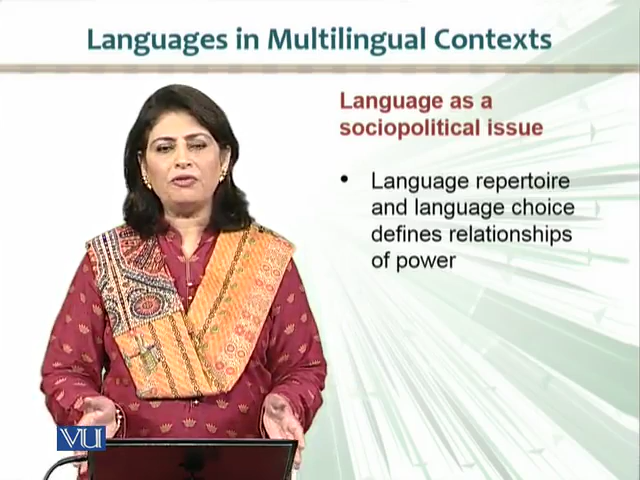 Languages in Multilingual Contexts
Language as a
sociopolitical issue
• Language repertoire
and language choice
defines relationships
of power
VU